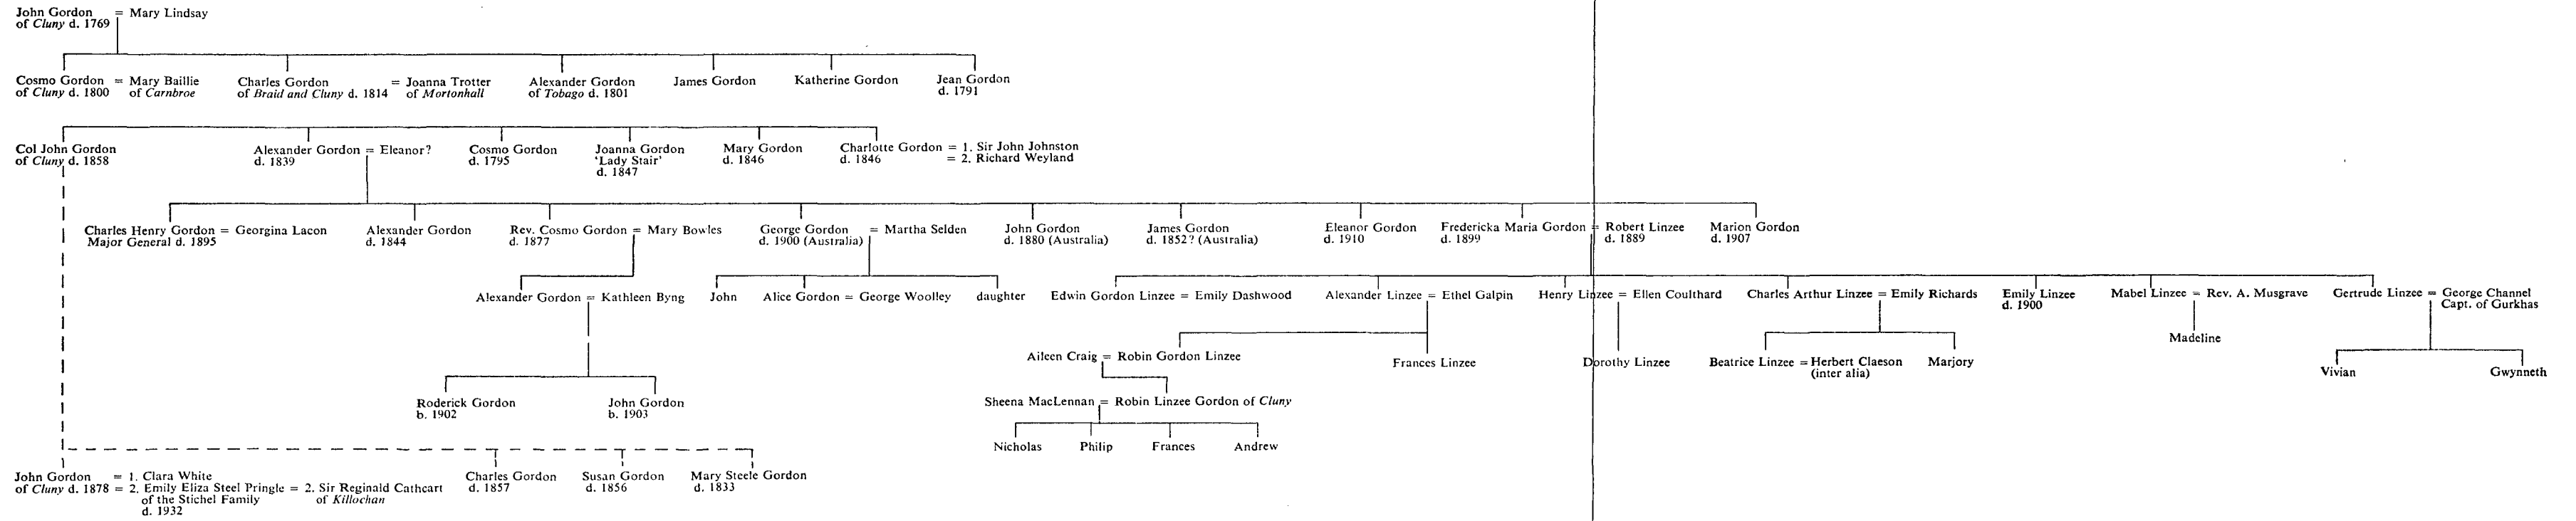 John Gordon = Mary Lindsay
of Cluny d. 1769
Cosmo Gordon = Mary Baillie
of Cluny d. 1800 of Carnbroe
Charles Gordon = Joanna Trotter
of Braid and Cluny d. 1814 of Mortonhall
Alexander Gordon
of Tobago d. 1801
James Gordon
Katherine Gordon
Jean Gordon
d. 1791
Col John Gordon
of Cluny d. 1858
Alexander Gordon = Eleanor?
d. 1839
Cosmo Gordon
d. 1795
Joanna Gordon
'Lady Stair'
d. 1847
Mary Gordon
d. 1846
Charlotte Gordon = 1. Sir John Johnston
d. 1846 = 2. Richard Weyland
Charles Henry Gordon = Georgina Lacon
Major General d. 1895
Alexander Gordon
d. 1844
Rev. Cosmo Gordon = Mary Bowles
d. 1877
George Gordon = Martha Selden
d. 1900 (Australia)
John Gordon
d. 1880 (Australia)
James Gordon
d. 1852? (Australia)
Eleanor Gordon
d. 1910
Fredericka Maria Gordon = Robert Linzee
d. 1899 d. 1889
Marion Gordon
d. 1907
Alexander Gordon = Kathleen Byng
John
Alice Gordon = George Woolley
daughter
Edwin Gordon Linzee = Emily Dashwood
Alexander Linzee = Ethel Galpin
Henry Linzee = Ellen Coulthard
Charles Arthur Linzee = Emily Richards
Emily Linzee
d. 1900
Mabel Linzee = Rev. A. Musgrave
Gertrude Linzee = George Channel
Capt. of Gurkhas
Madeline
Aileen Craig = Robin Gordon Linzee
Frances Linzee
Dorothy Linzee
Beatrice Linzee = Herbert Claeson
(inter alia)
Marjory
Vivian
Gwynneth
Roderick Gordon
b. 1902
John Gordon
b. 1903
Sheena MacLennan = Robin Linzee Gordon of Cluny
Nicholas
Philip
Frances
Andrew
John Gordon = 1. Clara White
of Cluny d. 1878 = 2. Emily Eliza Steel Pringle = 2. Sir Reginald Cathcart
of the Stichel Family of Killochan
d. 1932
Charles Gordon
d. 1857
Susan Gordon
d. 1856
Mary Steele Gordon
d. 1833